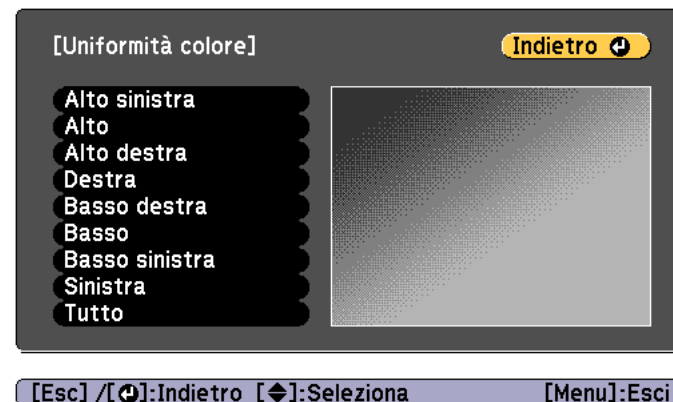 [Uniformità colore] Indietro
Alto sinistra
Alto
Alto destra
Destra
Basso destra
Basso
Basso sinistra
Sinistra
Tutto
[Esc] /[⏎]:Indietro [◆]:Seleziona [Menu]:Esci